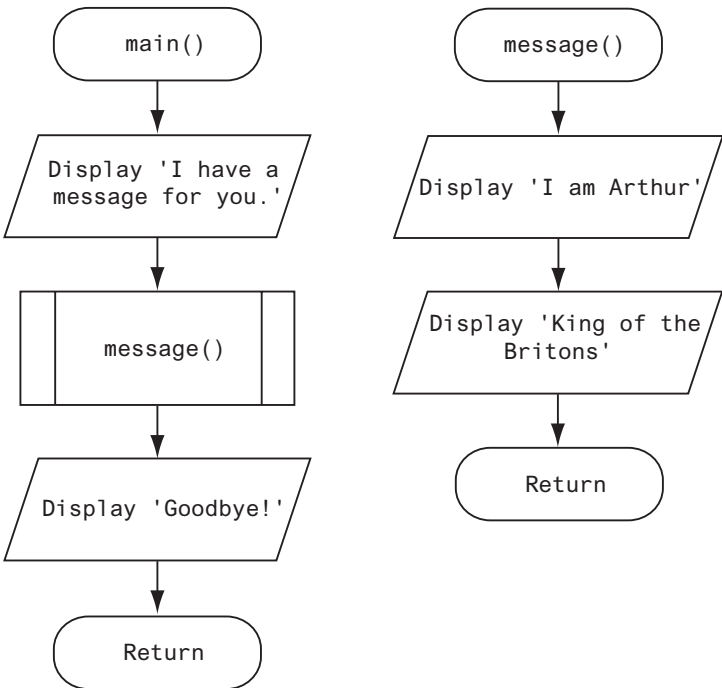 main()
Display 'I have a
message for you.'
message()
Display 'Goodbye!'
Return
message()
Display 'I am Arthur'
Display 'King of the
Britons'
Return